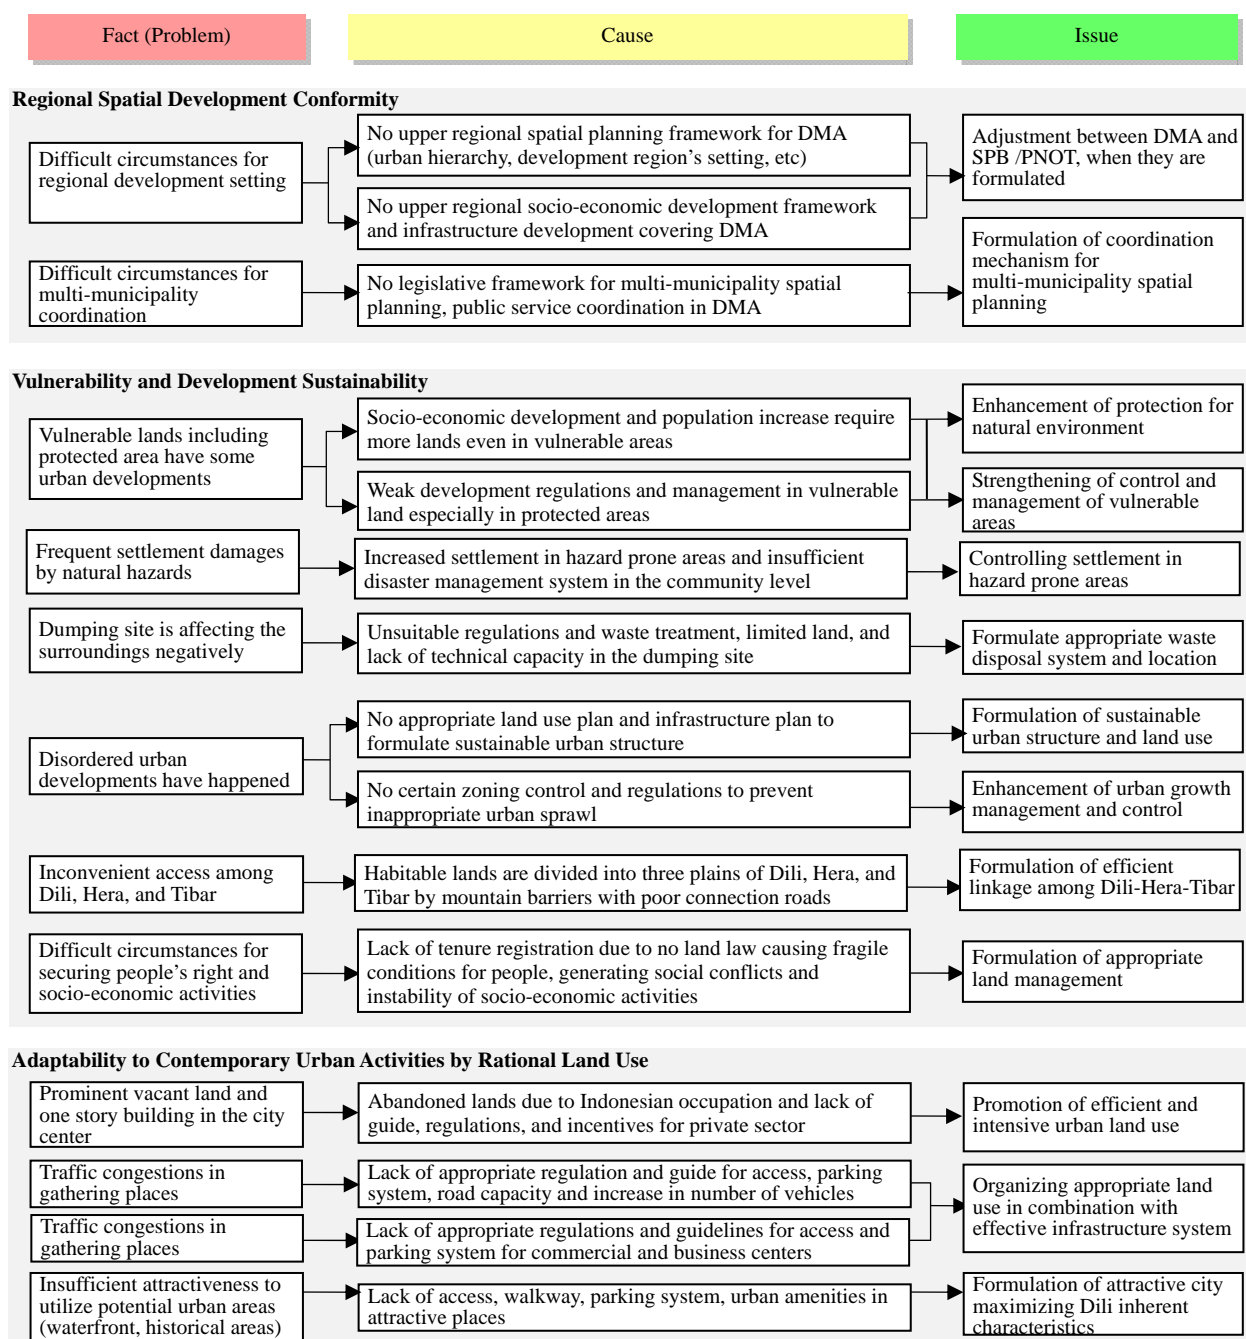 Fact (Problem)
Cause
Issue
Regional Spatial Development Conformity
Difficult circumstances for
regional development setting
No upper regional spatial planning framework for DMA
(urban hierarchy, development region's setting, etc)
No upper regional socio-economic development framework
and infrastructure development covering DMA
Adjustment between DMA and
SPB /PNOT, when they are
formulated
Difficult circumstances for
multi-municipality
coordination
No legislative framework for multi-municipality spatial
planning, public service coordination in DMA
Formulation of coordination
mechanism for
multi-municipality spatial
planning
Vulnerability and Development Sustainability
Vulnerable lands including
protected area have some
urban developments
Socio-economic development and population increase require
more lands even in vulnerable areas
Weak development regulations and management in vulnerable
land especially in protected areas
Enhancement of protection for
natural environment
Strengthening of control and
management of vulnerable
areas
Frequent settlement damages
by natural hazards
Increased settlement in hazard prone areas and insufficient
disaster management system in the community level
Controlling settlement in
hazard prone areas
Dumping site is affecting the
surroundings negatively
Unsuitable regulations and waste treatment, limited land, and
lack of technical capacity in the dumping site
Formulate appropriate waste
disposal system and location
Disordered urban
developments have happened
No appropriate land use plan and infrastructure plan to
formulate sustainable urban structure
Formulation of sustainable
urban structure and land use
No certain zoning control and regulations to prevent
inappropriate urban sprawl
Enhancement of urban growth
management and control
Inconvenient access among
Dili, Hera, and Tibar
Habitable lands are divided into three plains of Dili, Hera, and
Tibar by mountain barriers with poor connection roads
Formulation of efficient
linkage among Dili-Hera-Tibar
Difficult circumstances for
securing people's right and
socio-economic activities
Lack of tenure registration due to no land law causing fragile
conditions for people, generating social conflicts and
instability of socio-economic activities
Formulation of appropriate
land management
Adaptability to Contemporary Urban Activities by Rational Land Use
Prominent vacant land and
one story building in the city
center
Abandoned lands due to Indonesian occupation and lack of
guide, regulations, and incentives for private sector
Promotion of efficient and
intensive urban land use
Traffic congestions in
gathering places
Lack of appropriate regulation and guide for access, parking
system, road capacity and increase in number of vehicles
Traffic congestions in
gathering places
Lack of appropriate regulations and guidelines for access and
parking system for commercial and business centers
Organizing appropriate land
use in combination with
effective infrastructure system
Insufficient attractiveness to
utilize potential urban areas
(waterfront, historical areas)
Lack of access, walkway, parking system, urban amenities in
attractive places
Formulation of attractive city
maximizing Dili inherent
characteristics